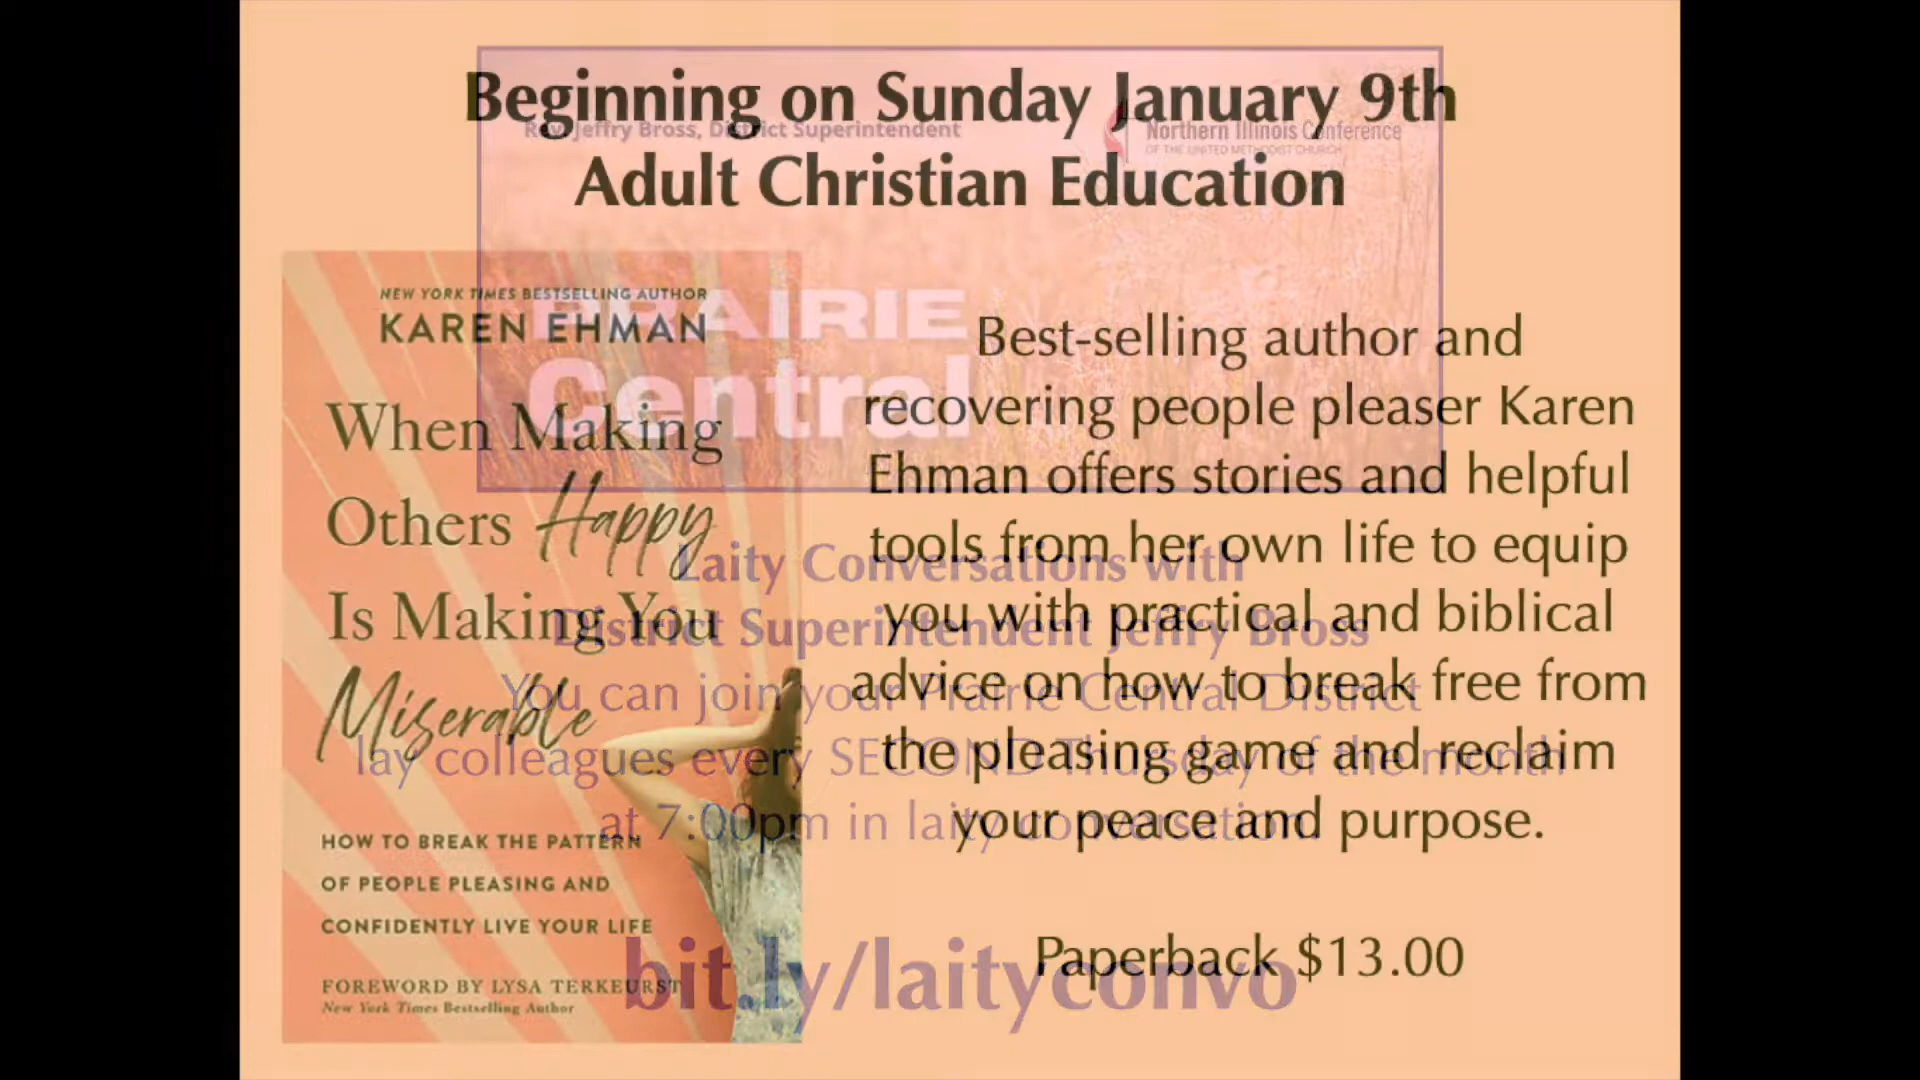 Beginning on Sunday January 9th
Adult Christian Education
NEW YORK TIMES BESTSELLING AUTHOR
KAREN EHMAN
When Making
Others Happy
Is Making You
Miserable
HOW TO BREAK THE PATTERN
OF PEOPLE PLEASING AND
CONFIDENTLY LIVE YOUR LIFE
FOREWORD BY LYSA TERKEURST
New York Times Bestselling Author
Best-selling author and
recovering people pleaser Karen
Ehman offers stories and helpful
tools from her own life to equip
you with practical and biblical
advice on how to break free from
the pleasing game and reclaim
your peace and purpose.
Paperback $13.00
Rev. Jeffry Bross, District Superintendent
Northern Illinois Conference
OF THE UNITED METHODIST CHURCH
PRAIRIE
Central
Laity Conversations with
District Superintendent Jeffry Bross
You can join your Prairie Central District
lay colleagues every SECOND Thursday of the month
at 7:00pm in laity conversation.
bit.ly/laityconvo